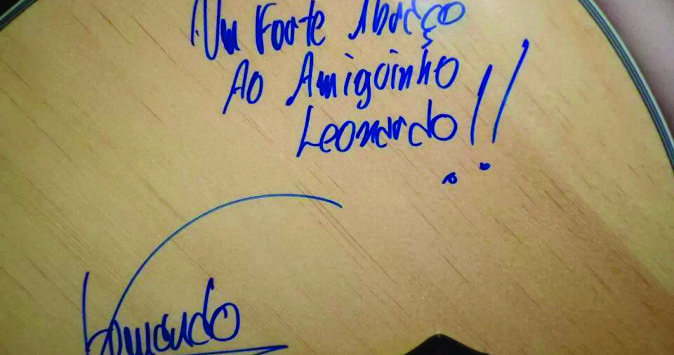 Um Forte Abraço
Ao Amiguinho
Leonardo!!